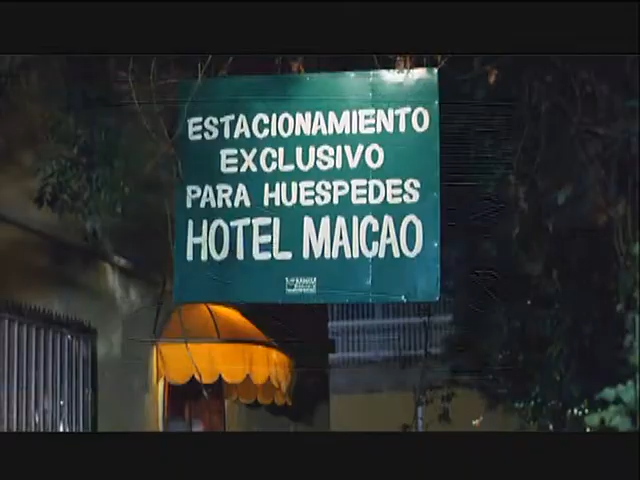 ESTACIONAMIENTO
EXCLUSIVO
PARA HUESPEDES
HOTEL MAICAO